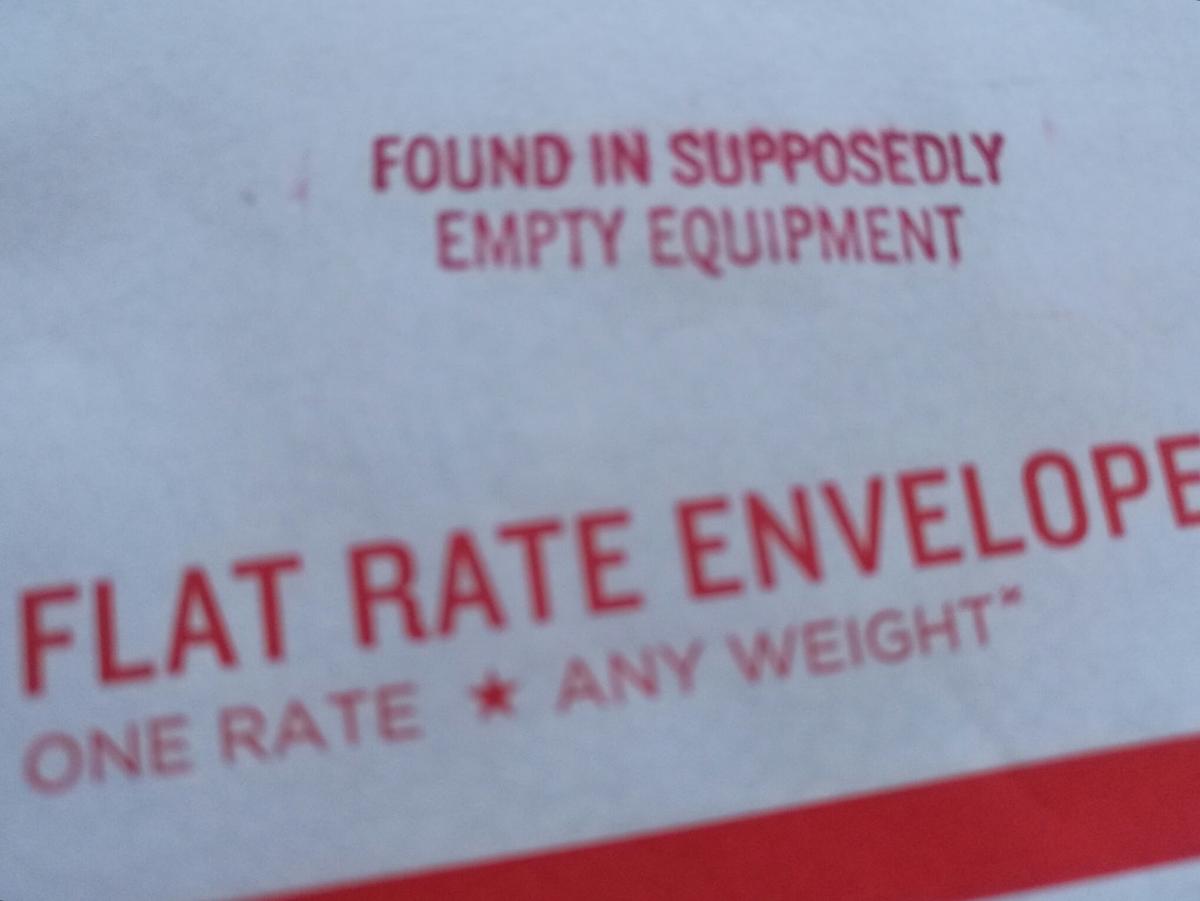 FOUND IN SUPPOSEDLY
EMPTY EQUIPMENT
FLAT RATE ENVELOPE
ONE RATE ★ ANY WEIGHT*